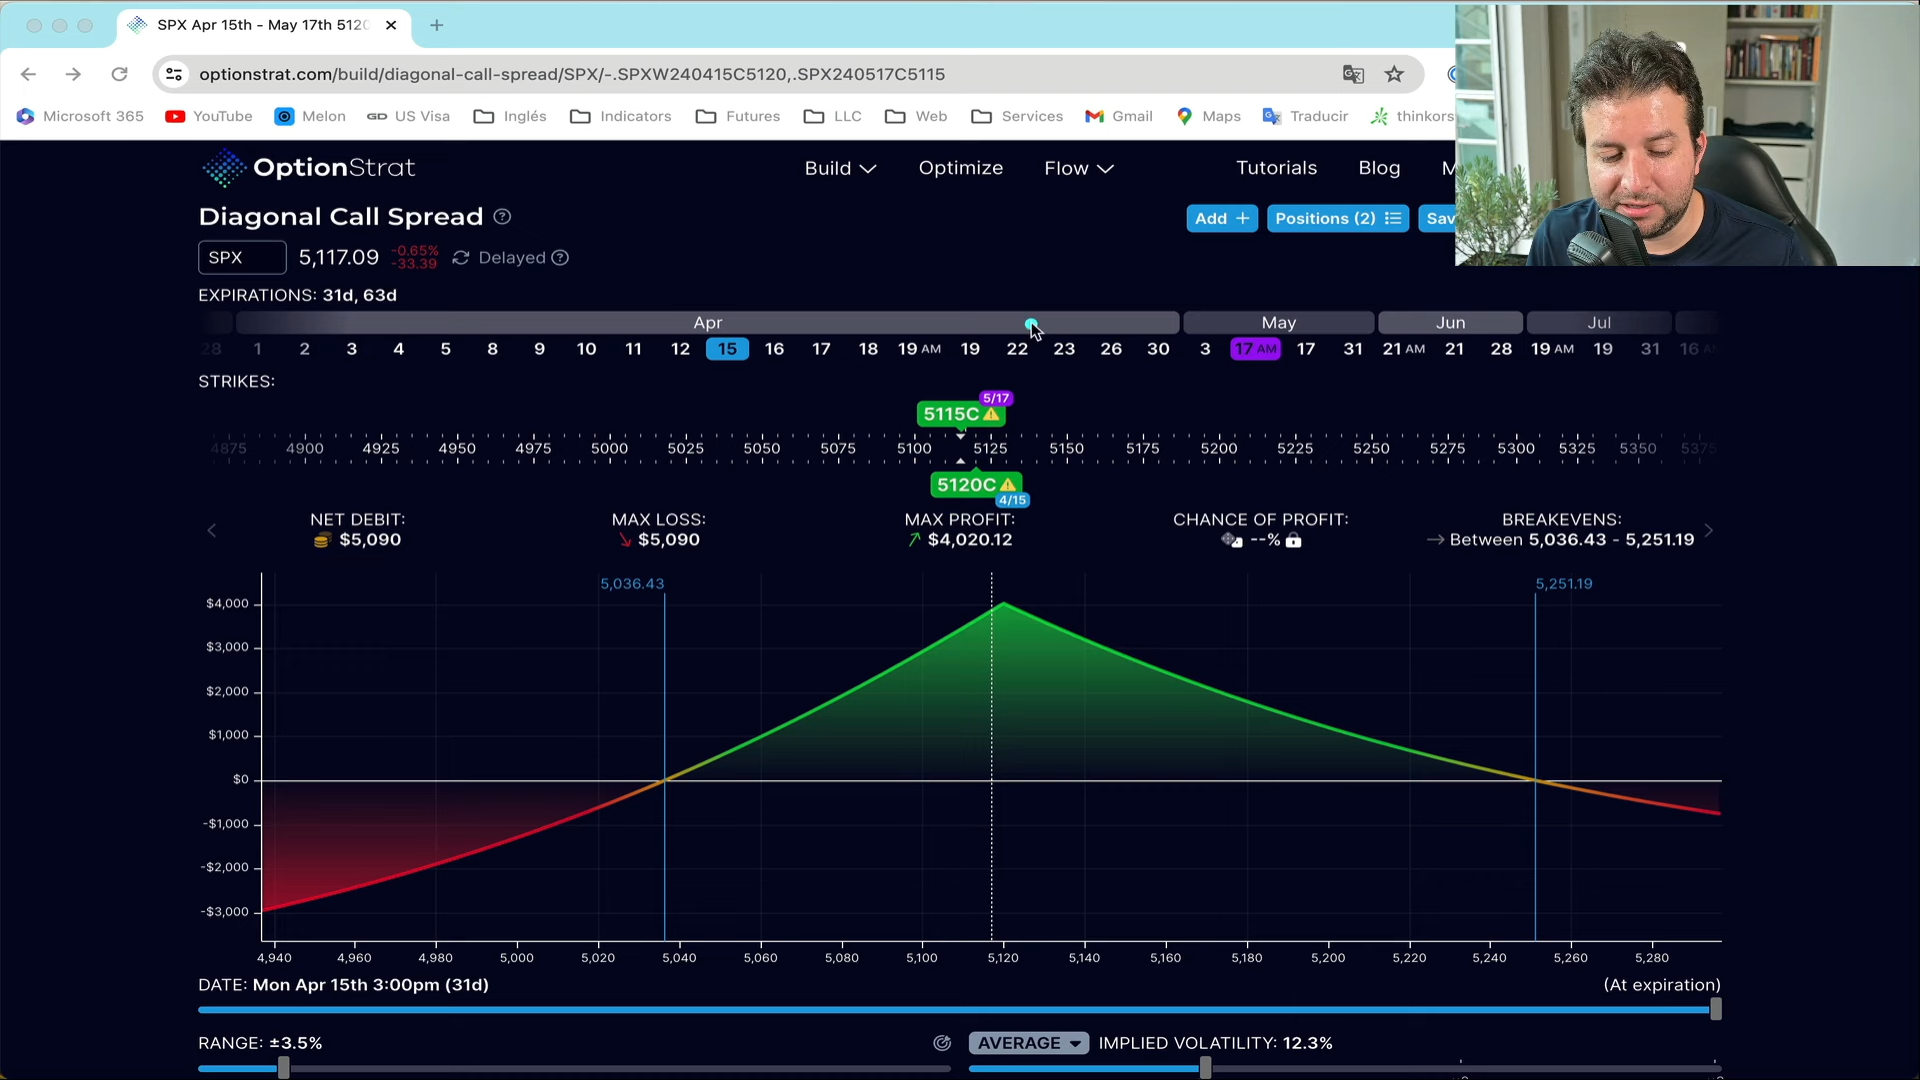 SPX Apr 15th - May 17th 5120
optionstrat.com/build/diagonal-call-spread/SPX/-.SPXW240415C5120,.SPX240517C5115
Microsoft 365 YouTube Melon GD US Visa Inglés Indicators Futures LLC Web Services Gmail Maps Traducir thinkors
OptionStrat Build Optimize Flow Tutorials Blog M
Diagonal Call Spread ? Add + Positions (2) Sav
SPX 5,117.09 -0.65% Delayed ?
-33.39
EXPIRATIONS: 31d, 63d
Apr May Jun Jul
28 1 2 3 4 5 8 9 10 11 12 15 16 17 18 19 AM 19 22 23 26 30 3 17 AM 17 31 21 AM 21 28 19 AM 19 31 16 AM
STRIKES:
5/17
5115C
4875 4900 4925 4950 4975 5000 5025 5050 5075 5100 5125 5150 5175 5200 5225 5250 5275 5300 5325 5350 5375
5120C
4/15
NET DEBIT: MAX LOSS: MAX PROFIT: CHANCE OF PROFIT: BREAKEVENS:
$5,090 $5,090 $4,020.12 --% Between 5,036.43 - 5,251.19
5,036.43 5,251.19
$4,000
$3,000
$2,000
$1,000
$0
-$1,000
-$2,000
-$3,000
4,940 4,960 4,980 5,000 5,020 5,040 5,060 5,080 5,100 5,120 5,140 5,160 5,180 5,200 5,220 5,240 5,260 5,280
DATE: Mon Apr 15th 3:00pm (31d) (At expiration)
RANGE: ±3.5% AVERAGE IMPLIED VOLATILITY: 12.3%